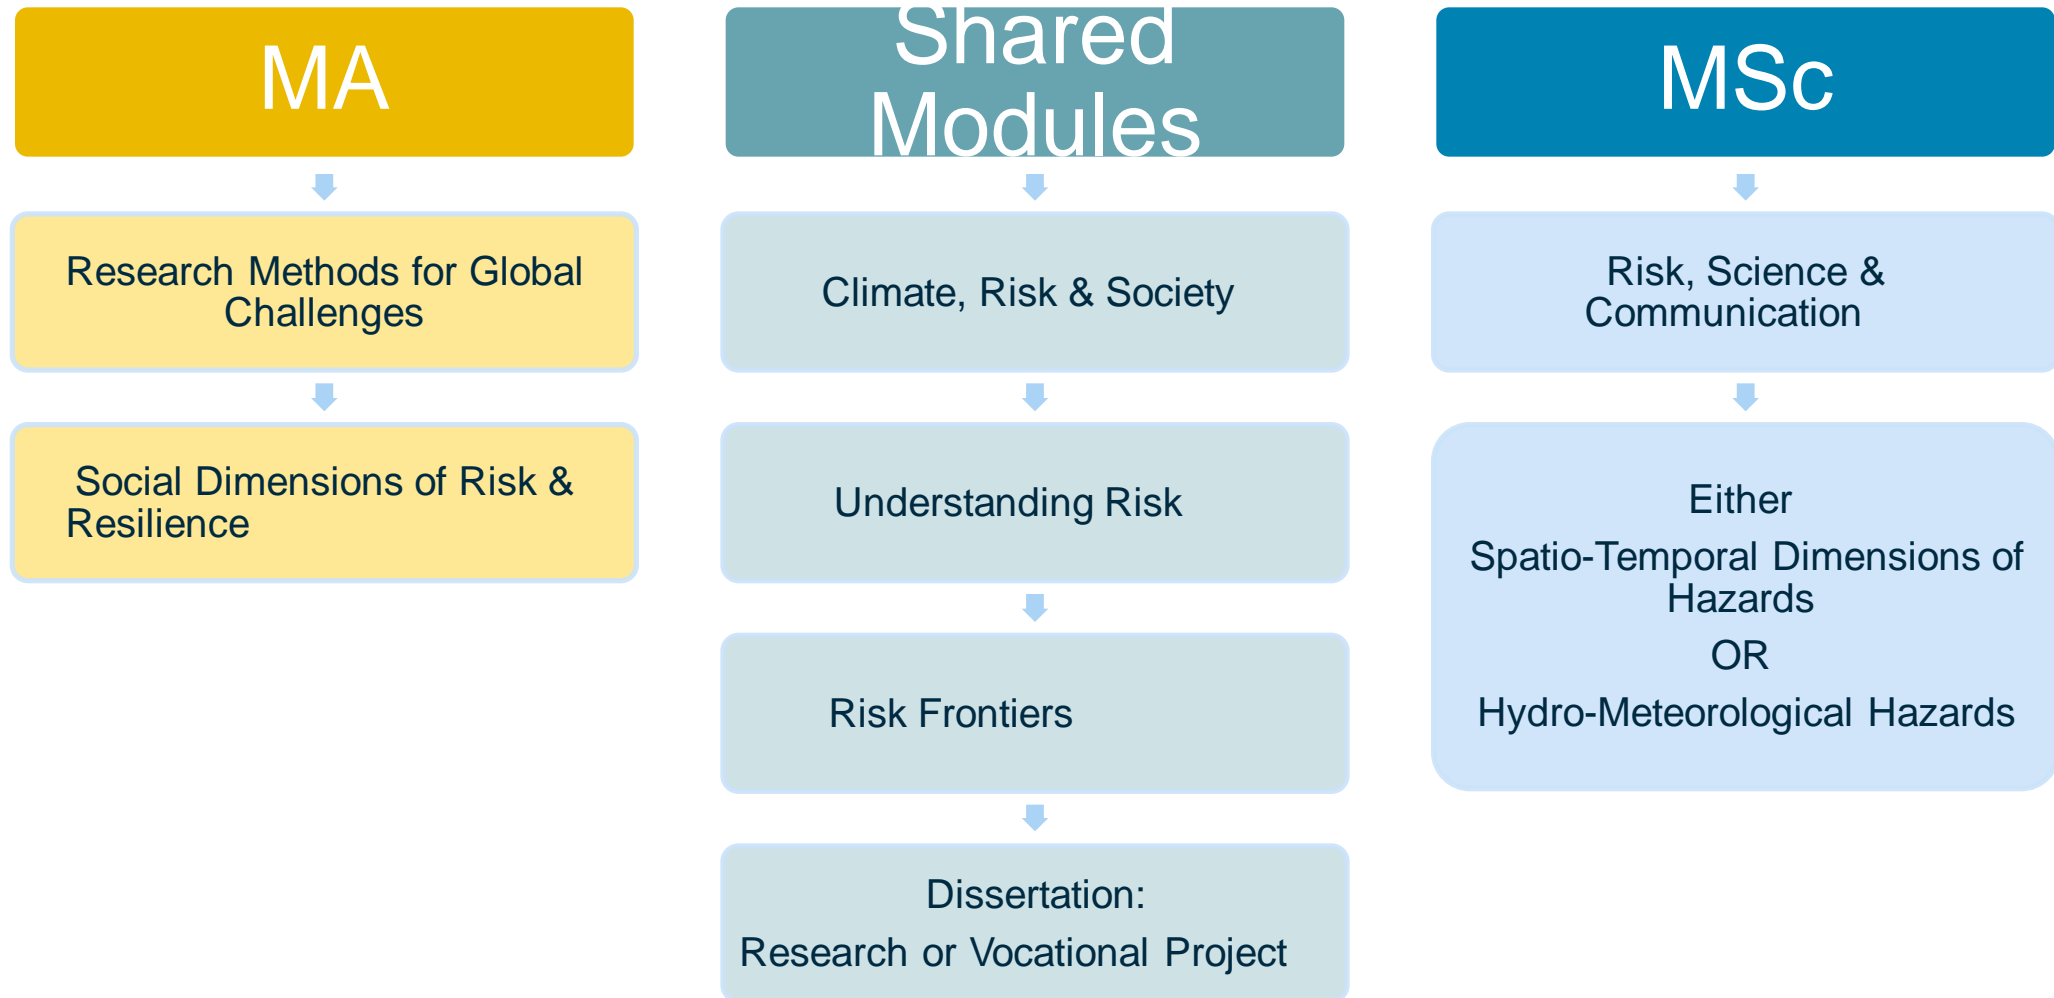 MA
Research Methods for Global
Challenges
Social Dimensions of Risk &
Resilience
Shared
Modules
Climate, Risk & Society
Understanding Risk
Risk Frontiers
Dissertation:
Research or Vocational Project
MSc
Risk, Science &
Communication
Either
Spatio-Temporal Dimensions of
Hazards
OR
Hydro-Meteorological Hazards